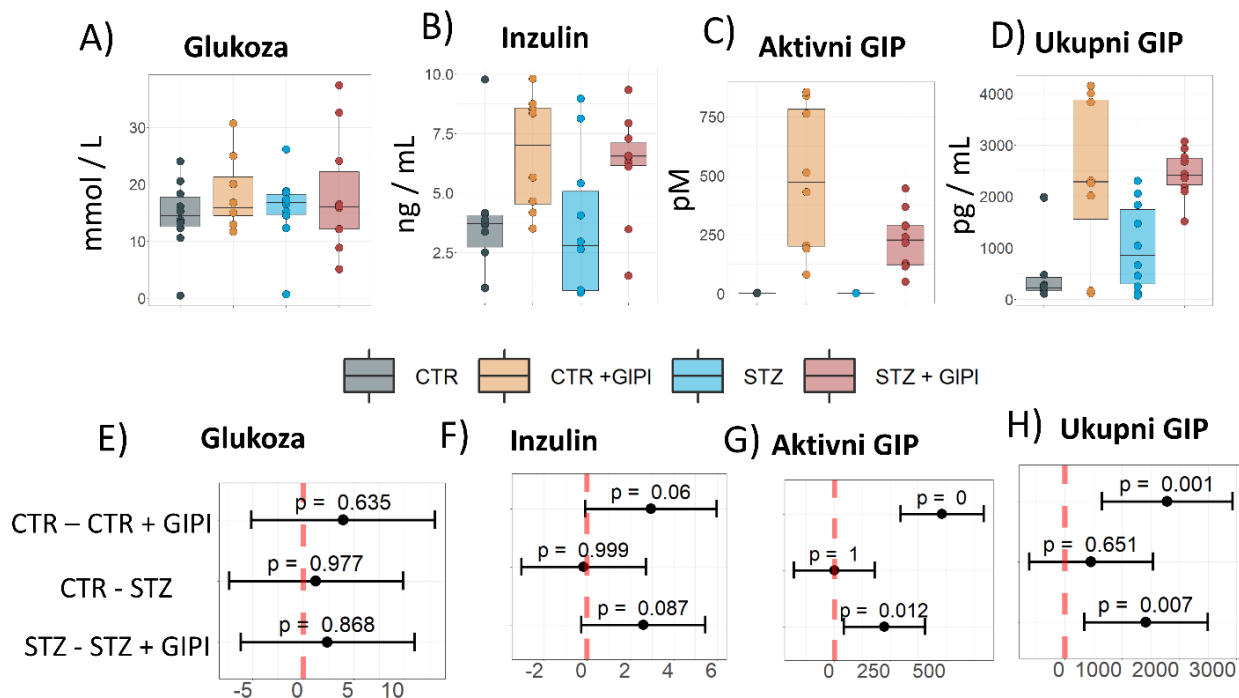 A) Glukoza
B) Inzulin
C) Aktivni GIP
D) Ukupni GIP
mmol / L
30
20
10
0
ng / mL
10.0
7.5
5.0
2.5
pM
750
500
250
0
pg / mL
4000
3000
2000
1000
0
CTR CTR +GIPI STZ STZ + GIPI
E) Glukoza
F) Inzulin
G) Aktivni GIP
H) Ukupni GIP
CTR – CTR + GIPI
CTR - STZ
STZ - STZ + GIPI
p = 0.635
p = 0.977
p = 0.868
-5 0 5 10
p = 0.06
p = 0.999
p = 0.087
-2 0 2 4 6
p = 0
p = 1
p = 0.012
0 250 500
p = 0.001
p = 0.651
p = 0.007
0 1000 2000 3000